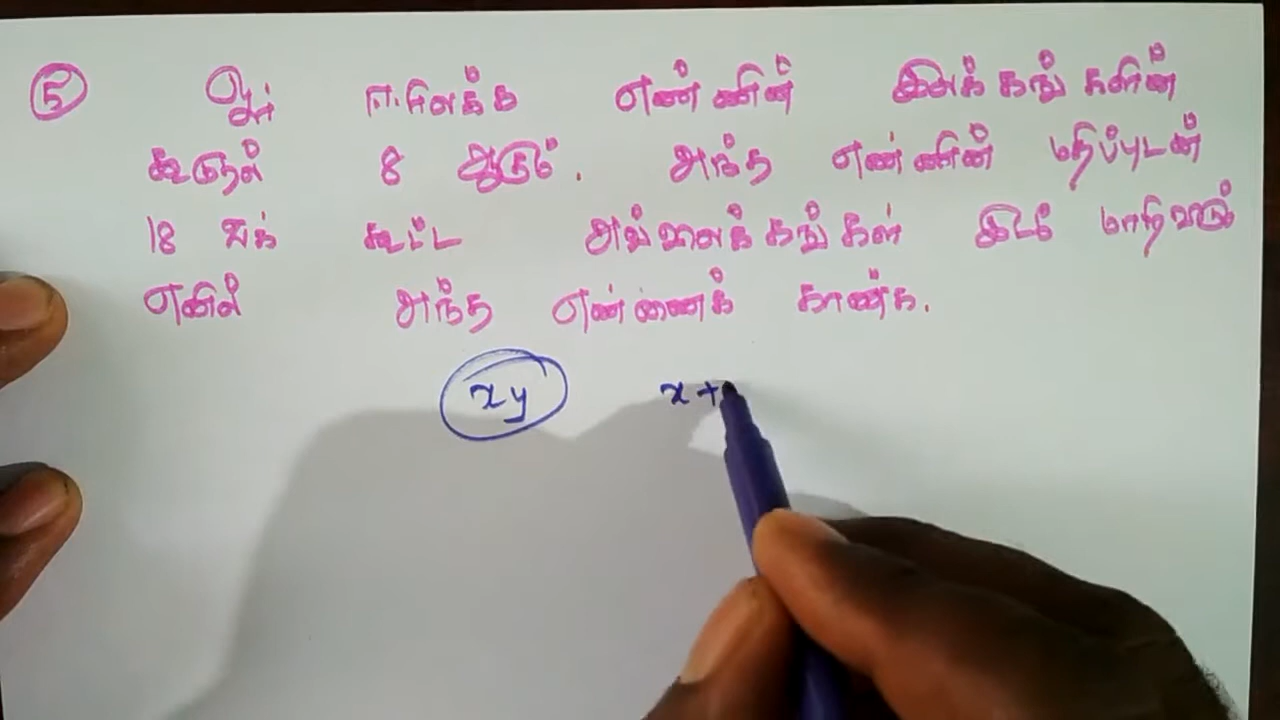 5 ஓர் ஈரிலக்க எண்ணின் இலக்கங்களின்
கூடுதல் 8 ஆகும். அந்த எண்ணின் மதிப்புடன்
18 ஐக் கூட்ட அவ்விலக்கங்கள் இடம் மாறிவிடும்
எனில் அந்த எண்ணைக் காண்க.
xy x+